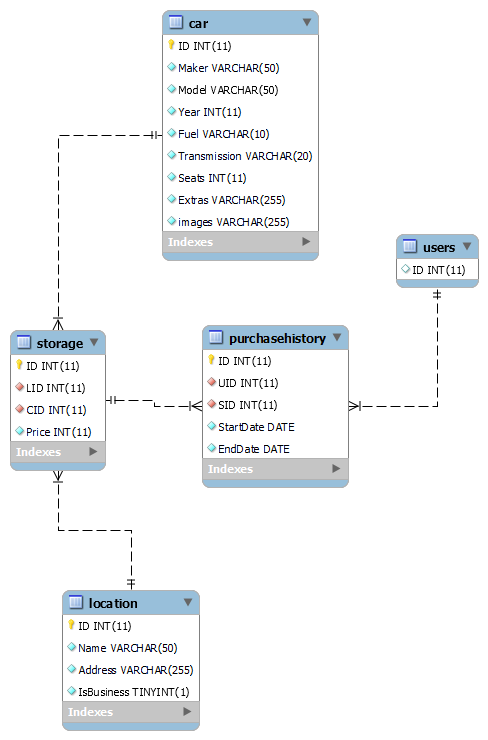 car
ID INT(11)
Maker VARCHAR(50)
Model VARCHAR(50)
Year INT(11)
Fuel VARCHAR(10)
Transmission VARCHAR(20)
Seats INT(11)
Extras VARCHAR(255)
images VARCHAR(255)
Indexes
users
ID INT(11)
storage
ID INT(11)
LID INT(11)
CID INT(11)
Price INT(11)
Indexes
purchasehistory
ID INT(11)
UID INT(11)
SID INT(11)
StartDate DATE
EndDate DATE
Indexes
location
ID INT(11)
Name VARCHAR(50)
Address VARCHAR(255)
IsBusiness TINYINT(1)
Indexes